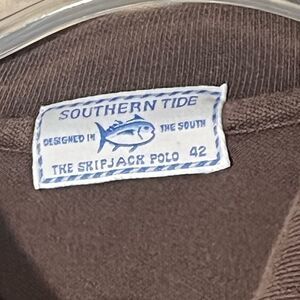 SOUTHERN TIDE
DESIGNED IN THE SOUTH
THE SKIPJACK POLO 42